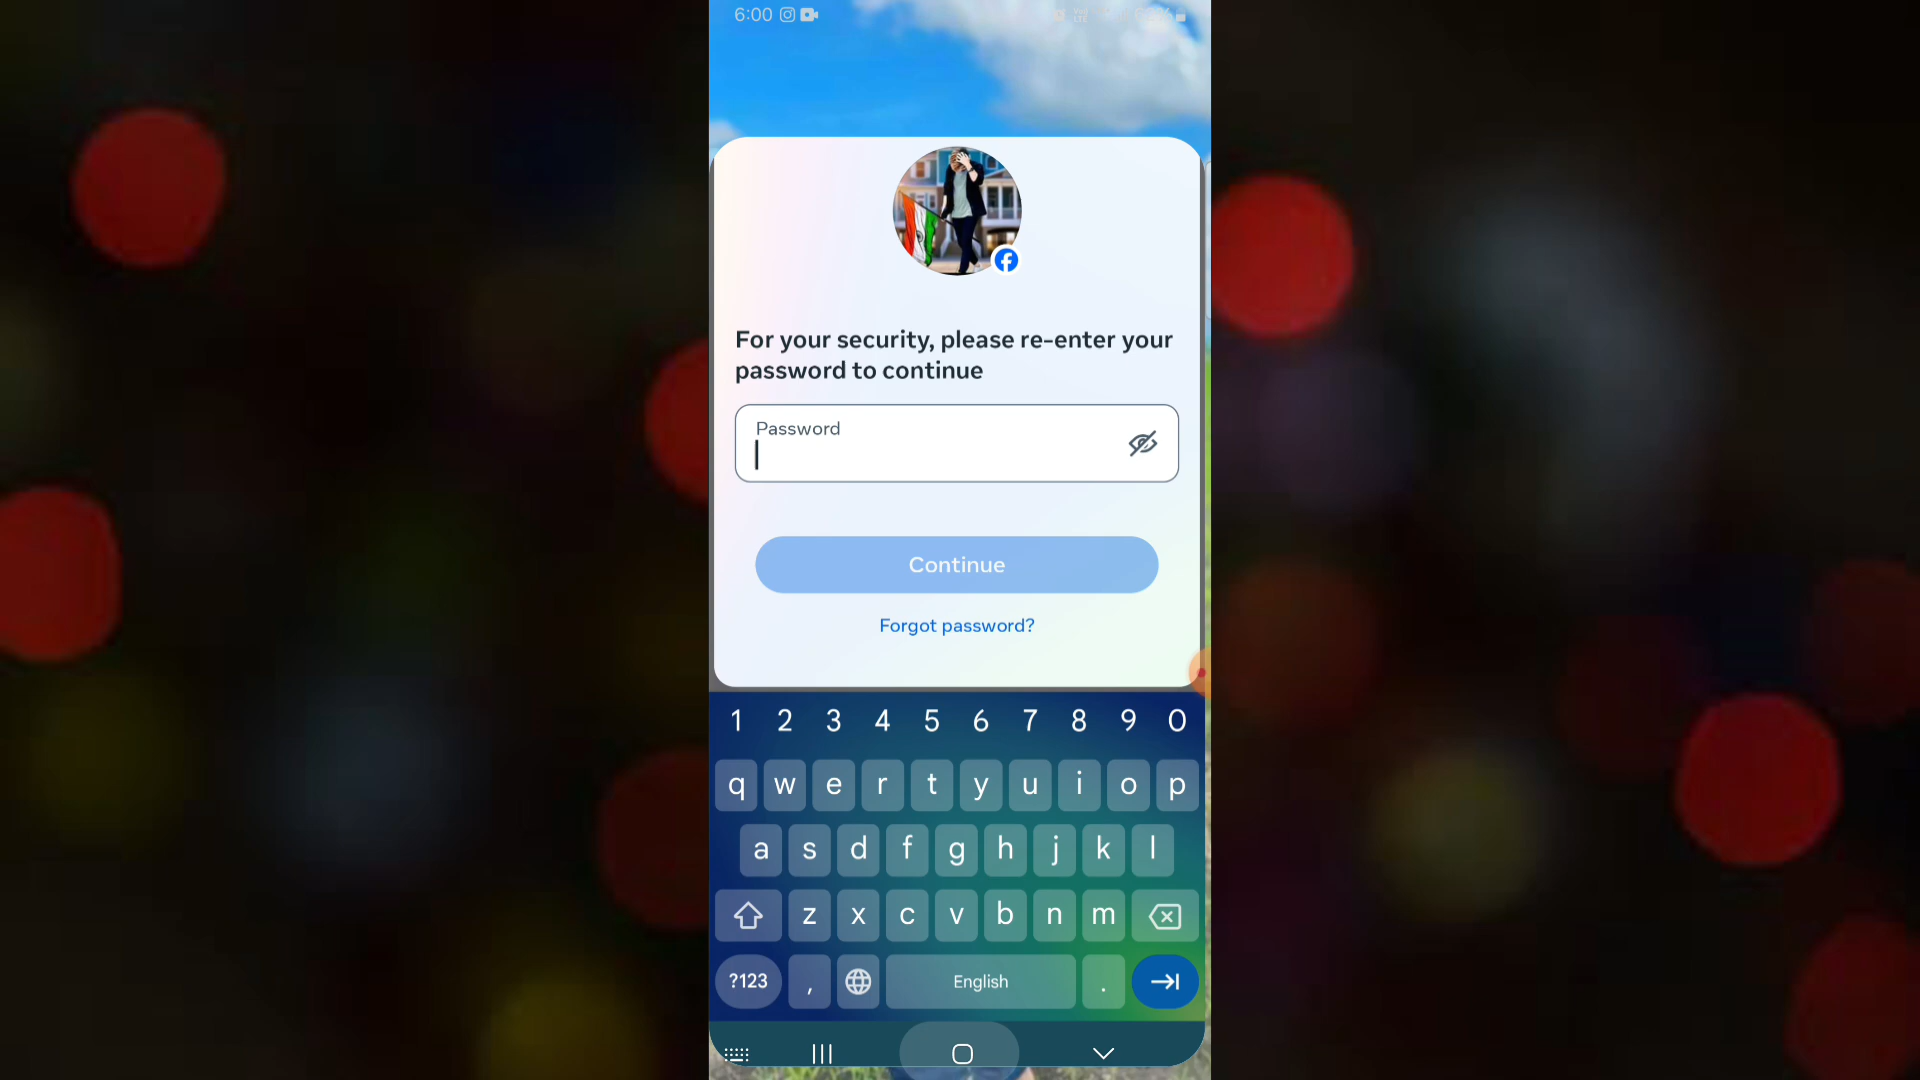 6:00
For your security, please re-enter your
password to continue
Password
Continue
Forgot password?
1 2 3 4 5 6 7 8 9 0
q w e r t y u i o p
a s d f g h j k l
z x c v b n m
?123 , English .